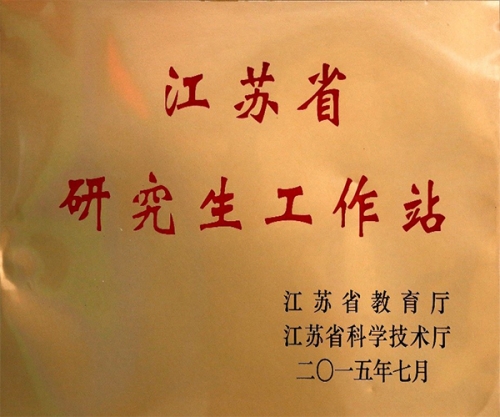 江苏省
研究生工作站
江苏省教育厅
江苏省科学技术厅
二〇一五年七月